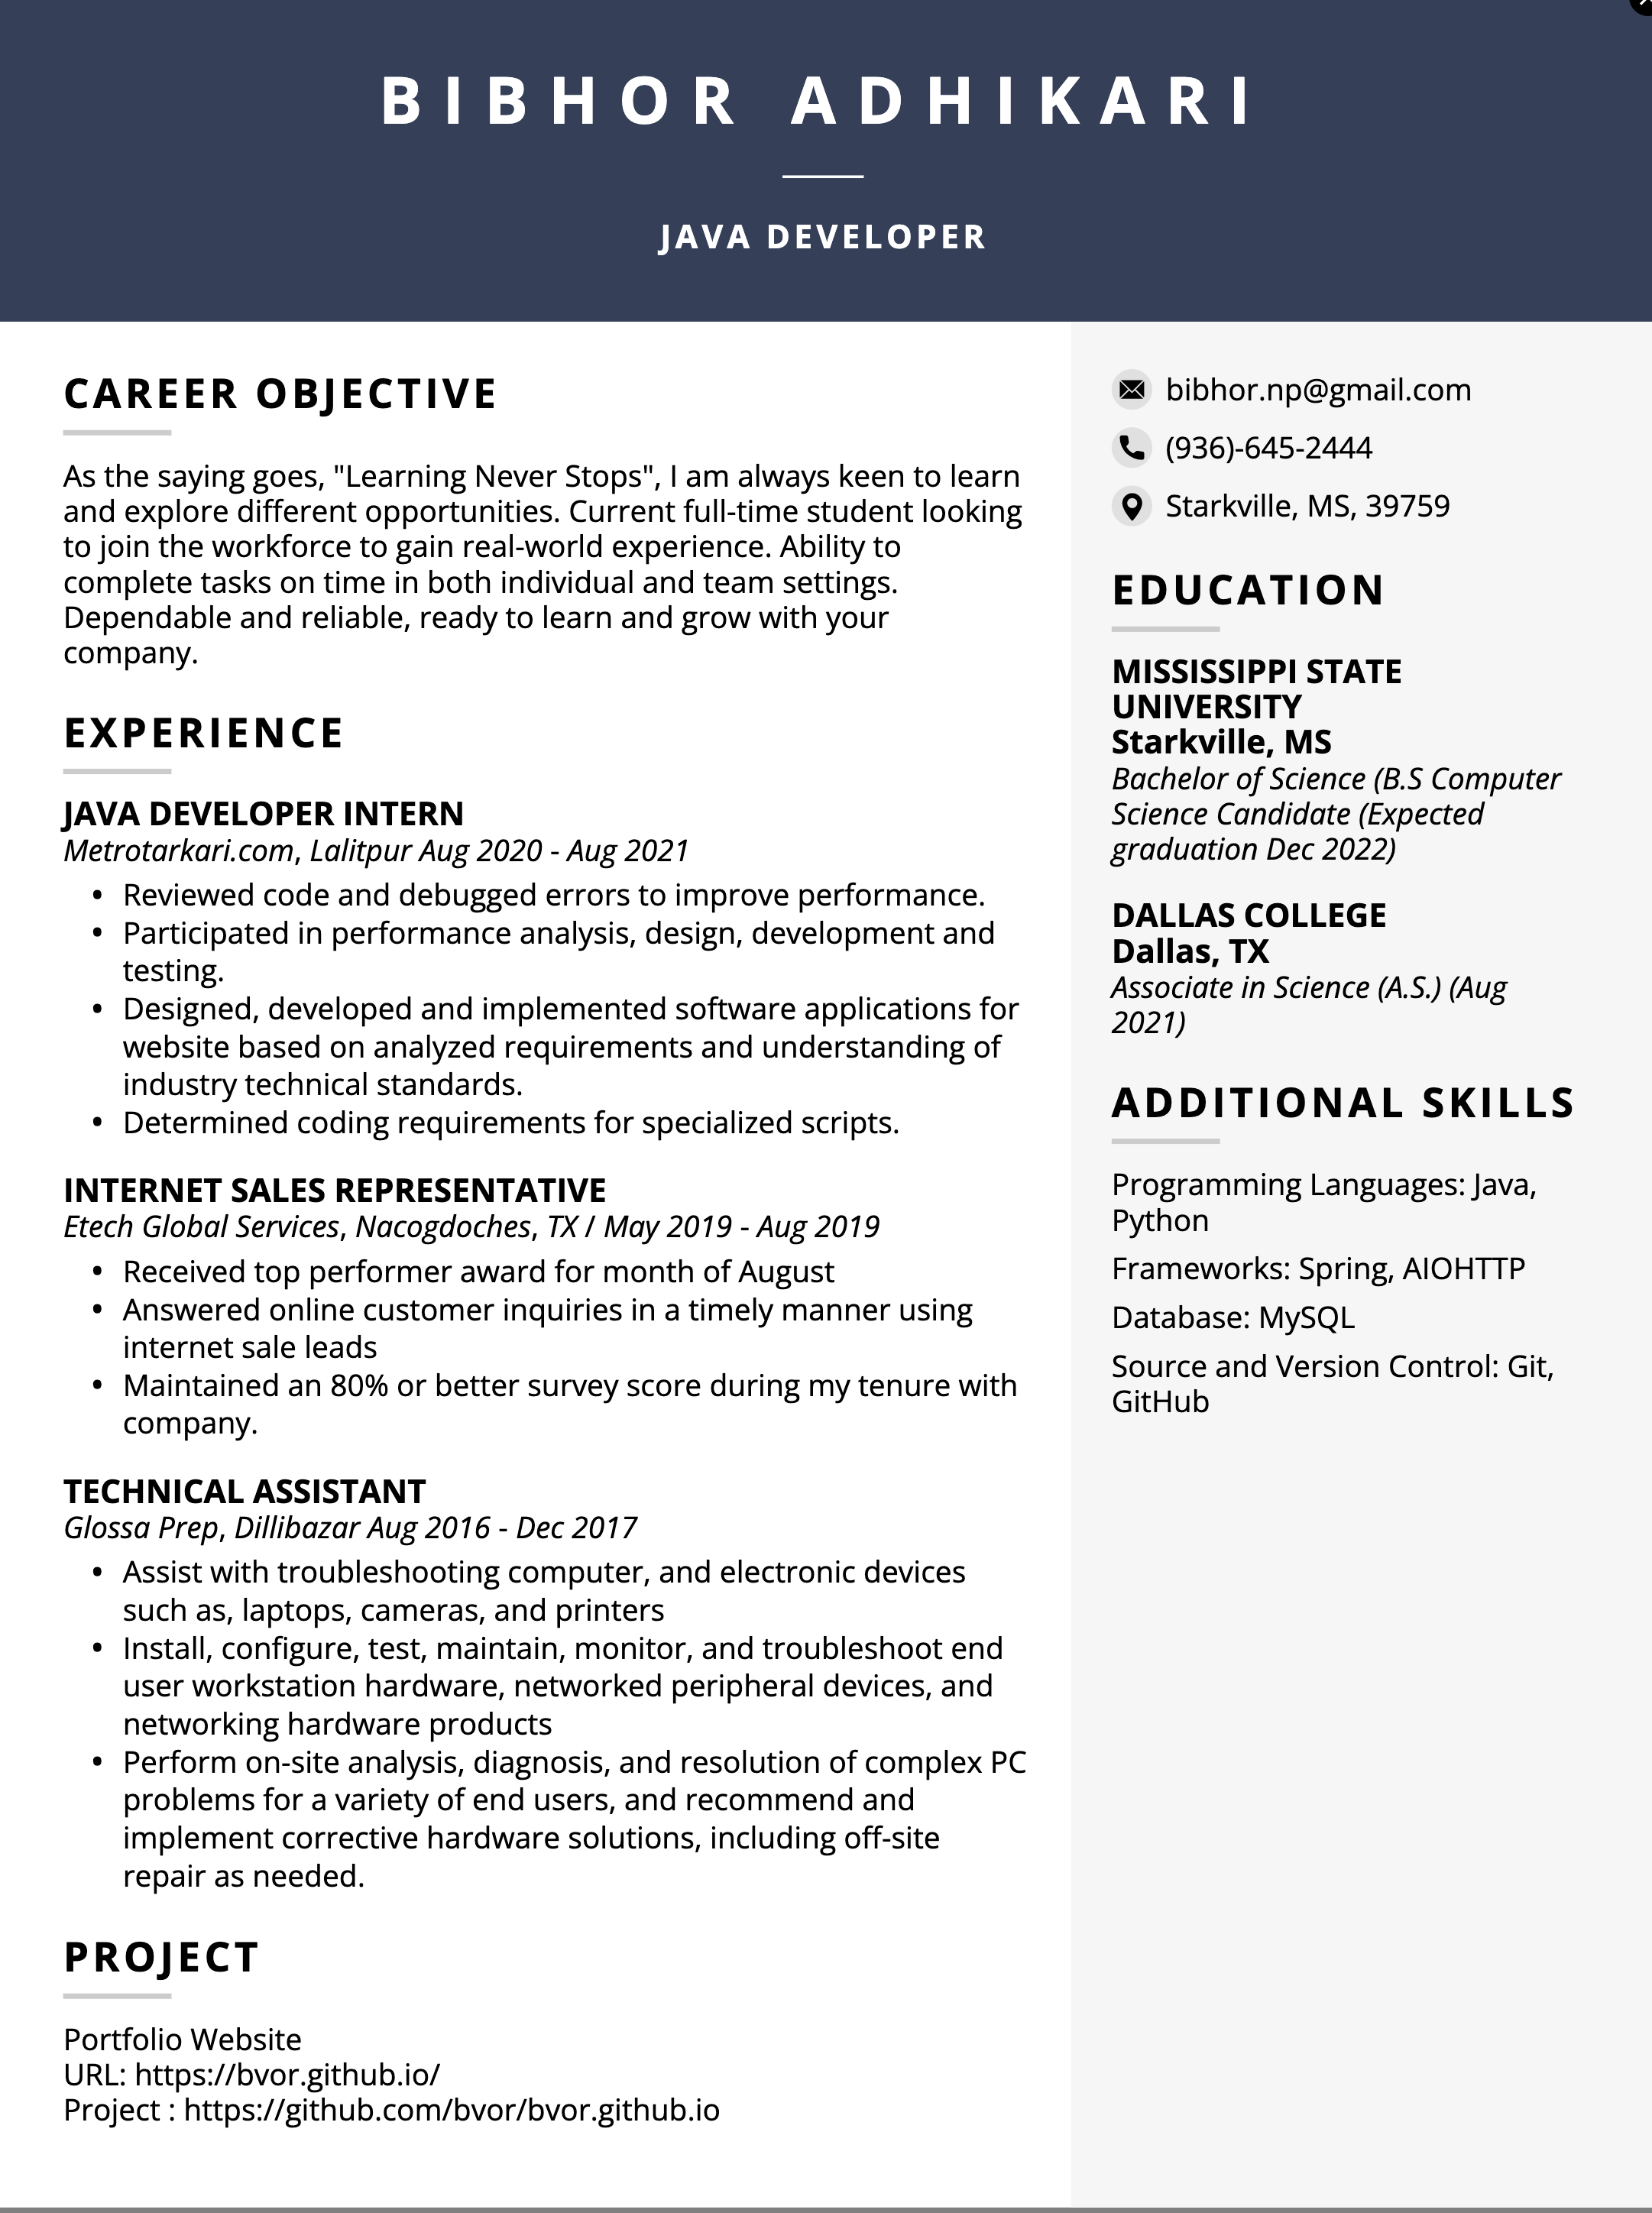 BIBHOR ADHIKARI
JAVA DEVELOPER
CAREER OBJECTIVE
As the saying goes, "Learning Never Stops", I am always keen to learn
and explore different opportunities. Current full-time student looking
to join the workforce to gain real-world experience. Ability to
complete tasks on time in both individual and team settings.
Dependable and reliable, ready to learn and grow with your
company.
EXPERIENCE
JAVA DEVELOPER INTERN
Metrotarkari.com, Lalitpur Aug 2020 - Aug 2021
• Reviewed code and debugged errors to improve performance.
• Participated in performance analysis, design, development and
testing.
• Designed, developed and implemented software applications for
website based on analyzed requirements and understanding of
industry technical standards.
• Determined coding requirements for specialized scripts.
INTERNET SALES REPRESENTATIVE
Etech Global Services, Nacogdoches, TX / May 2019 - Aug 2019
• Received top performer award for month of August
• Answered online customer inquiries in a timely manner using
internet sale leads
• Maintained an 80% or better survey score during my tenure with
company.
TECHNICAL ASSISTANT
Glossa Prep, Dillibazar Aug 2016 - Dec 2017
• Assist with troubleshooting computer, and electronic devices
such as, laptops, cameras, and printers
• Install, configure, test, maintain, monitor, and troubleshoot end
user workstation hardware, networked peripheral devices, and
networking hardware products
• Perform on-site analysis, diagnosis, and resolution of complex PC
problems for a variety of end users, and recommend and
implement corrective hardware solutions, including off-site
repair as needed.
PROJECT
Portfolio Website
URL: https://bvor.github.io/
Project : https://github.com/bvor/bvor.github.io
bibhor.np@gmail.com
(936)-645-2444
Starkville, MS, 39759
EDUCATION
MISSISSIPPI STATE
UNIVERSITY
Starkville, MS
Bachelor of Science (B.S Computer
Science Candidate (Expected
graduation Dec 2022)
DALLAS COLLEGE
Dallas, TX
Associate in Science (A.S.) (Aug
2021)
ADDITIONAL SKILLS
Programming Languages: Java,
Python
Frameworks: Spring, AIOHTTP
Database: MySQL
Source and Version Control: Git,
GitHub